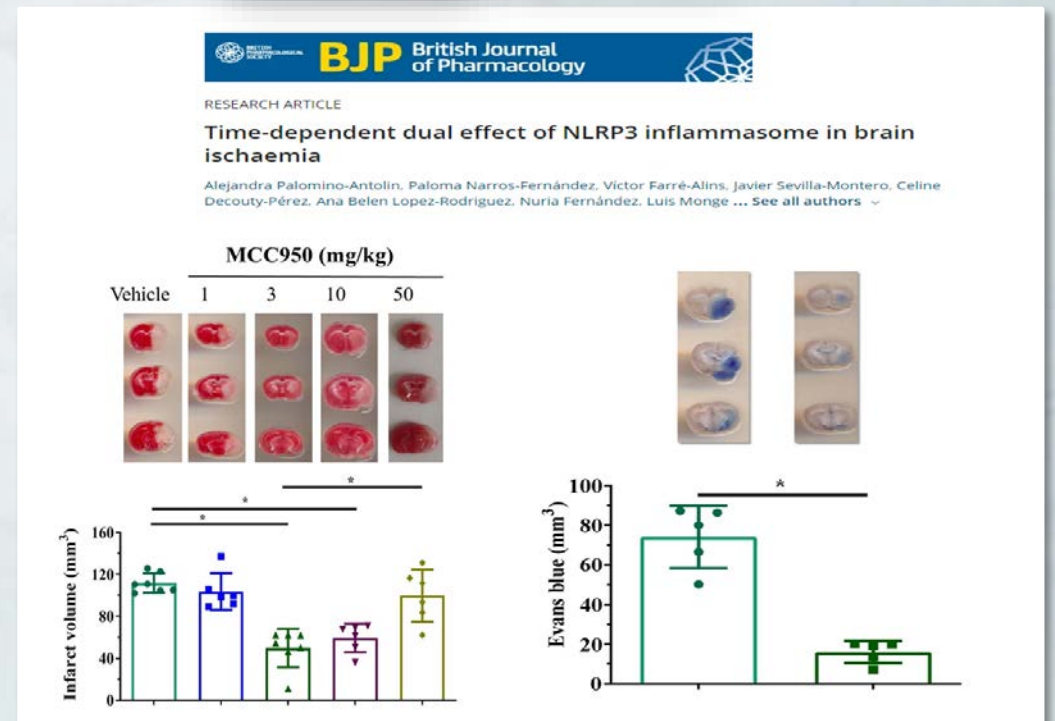 BRITISH
PHARMACOLOGICAL
SOCIETY
BJP British Journal
of Pharmacology
RESEARCH ARTICLE
Time-dependent dual effect of NLRP3 inflammasome in brain
ischaemia
Alejandra Palomino-Antolin, Paloma Narros-Fernández, Víctor Farré-Alins, Javier Sevilla-Montero, Celine
Decouty-Pérez, Ana Belen Lopez-Rodriguez, Nuria Fernández, Luis Monge ... See all authors
MCC950 (mg/kg)
Vehicle 1 3 10 50
*
*
*
Infarct volume (mm3)
160
120
80
40
0
*
Evans blue (mm3)
100
80
60
40
20
0